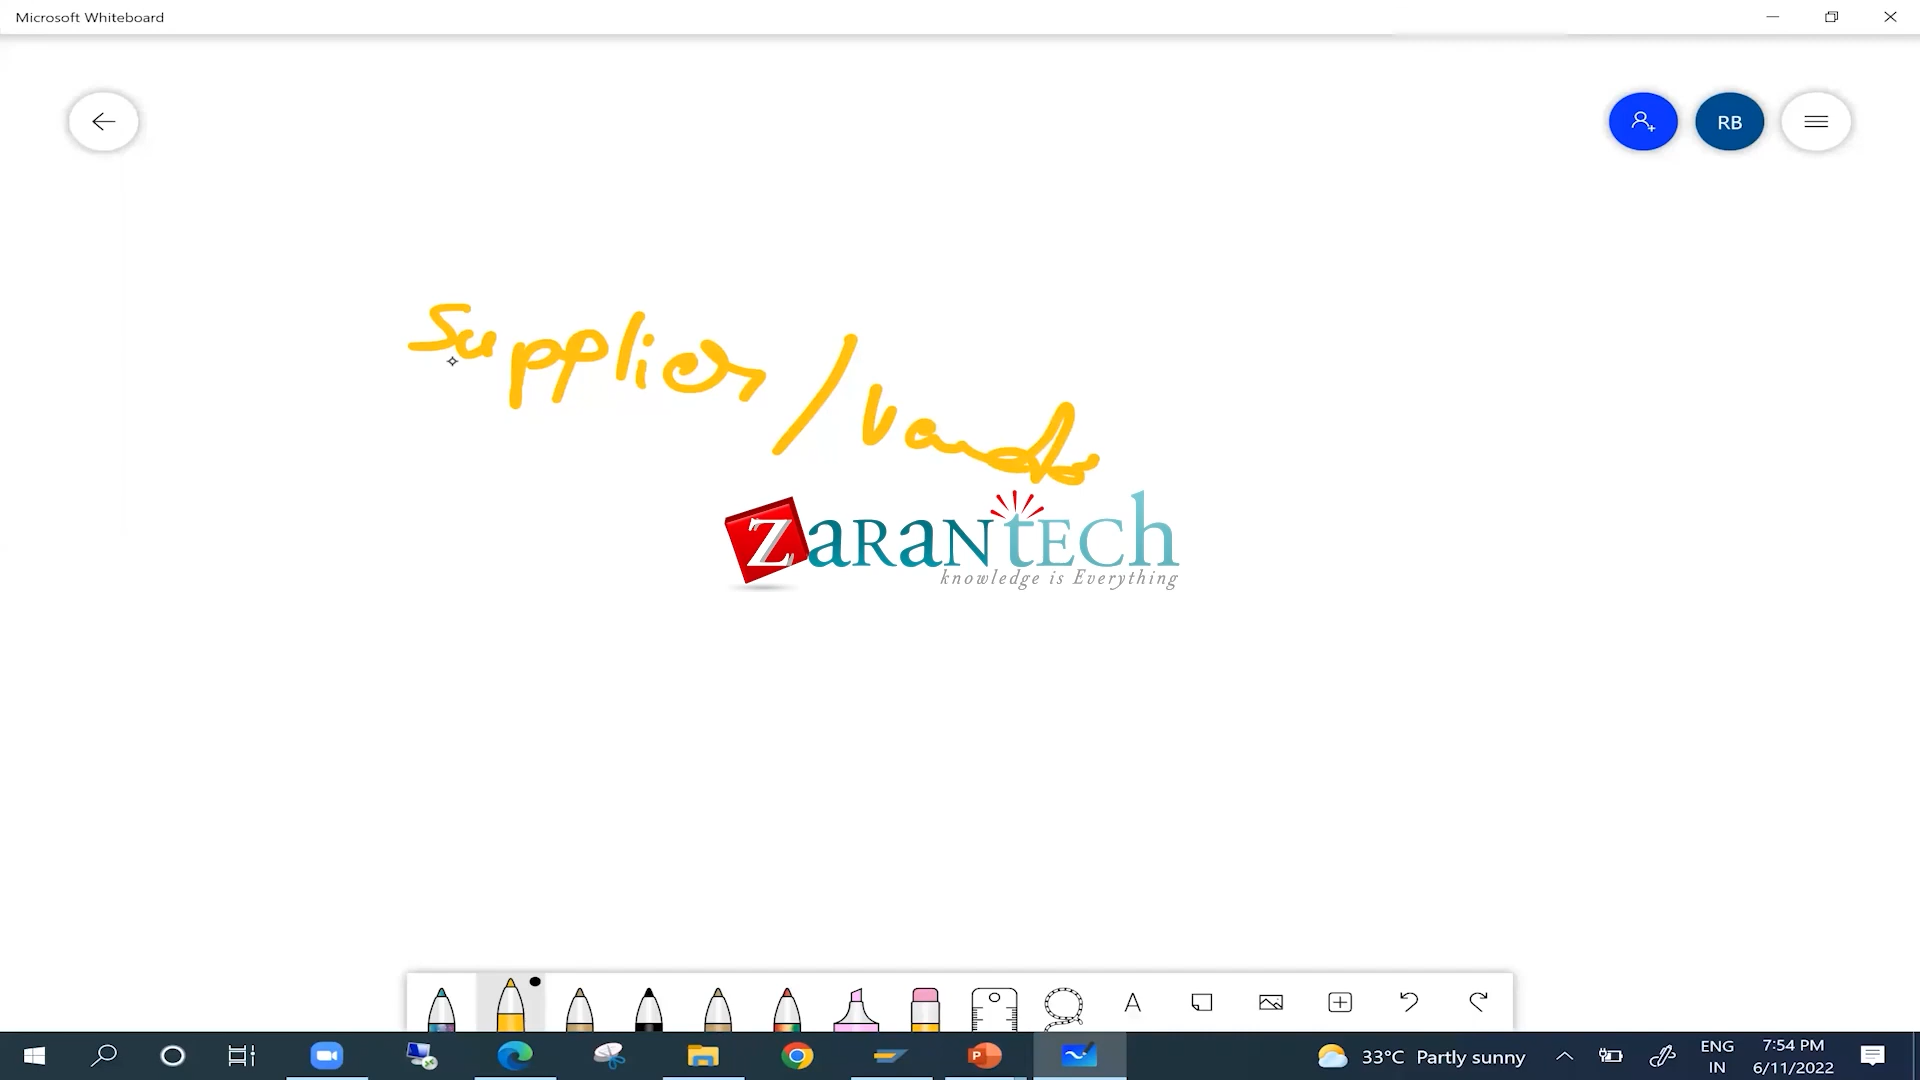 Microsoft Whiteboard
RB
Supplier/Vendor
ZaranTech
knowledge is Everything
A
33°C Partly sunny
ENG
IN
7:54 PM
6/11/2022